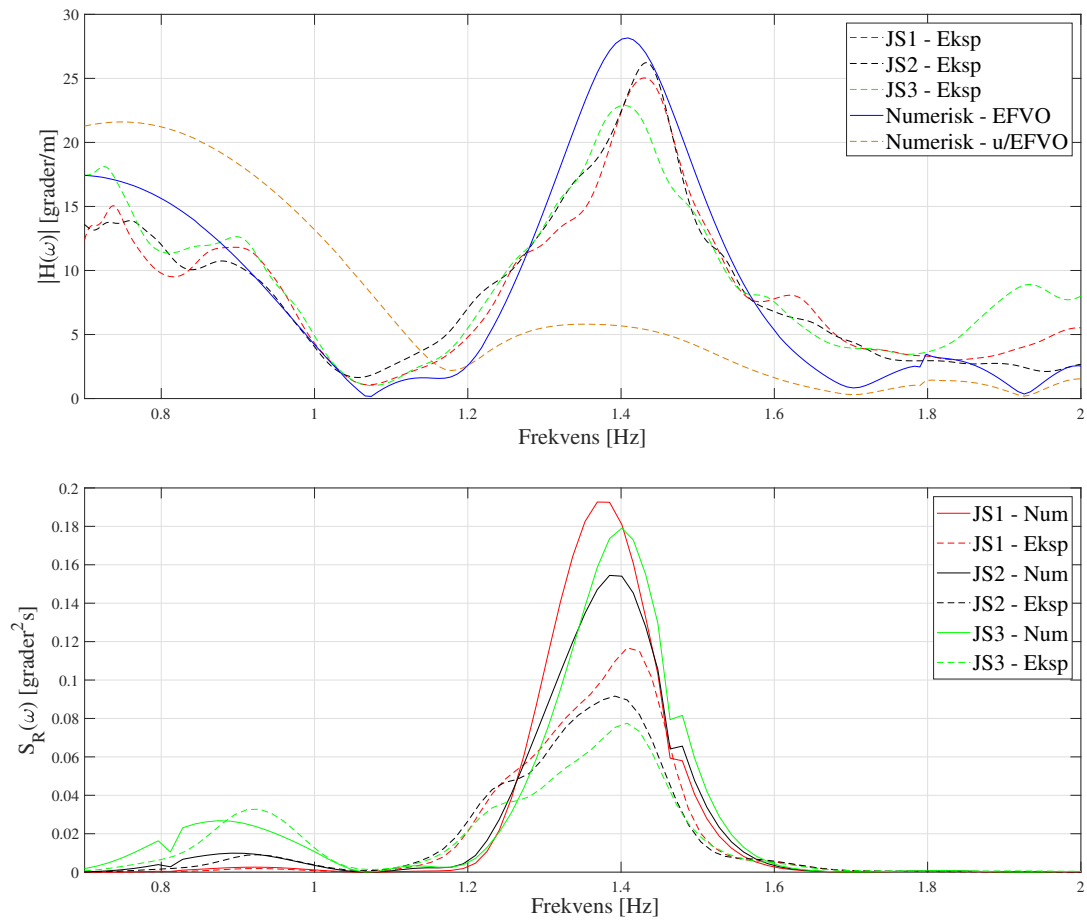 30
25
20
15
10
5
0
|H(ω)| [grader/m]
0.8
1
1.2
1.4
1.6
1.8
2
Frekvens [Hz]
JS1 - Eksp
JS2 - Eksp
JS3 - Eksp
Numerisk - EFVO
Numerisk - u/EFVO
0.2
0.18
0.16
0.14
0.12
0.1
0.08
0.06
0.04
0.02
0
S_R(ω) [grader²s]
0.8
1
1.2
1.4
1.6
1.8
2
Frekvens [Hz]
JS1 - Num
JS1 - Eksp
JS2 - Num
JS2 - Eksp
JS3 - Num
JS3 - Eksp